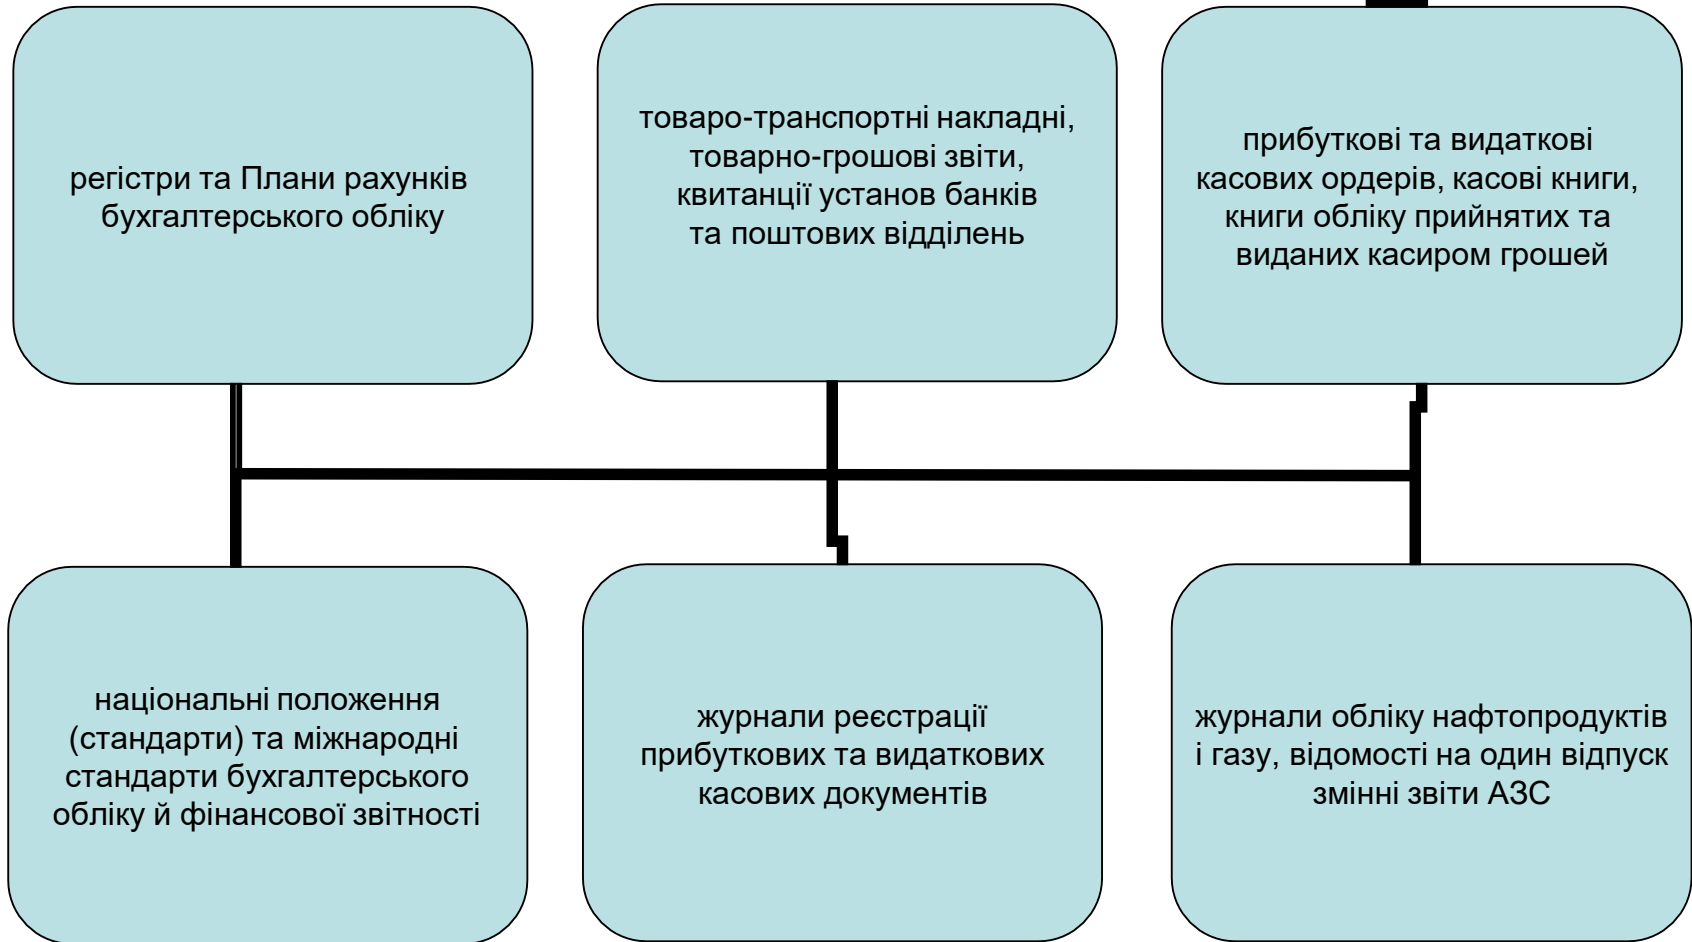 регістри та Плани рахунків
бухгалтерського обліку
товаро-транспортні накладні,
товарно-грошові звіти,
квитанції установ банків
та поштових відділень
прибуткові та видаткові
касових ордерів, касові книги,
книги обліку прийнятих та
виданих касиром грошей
національні положення
(стандарти) та міжнародні
стандарти бухгалтерського
обліку й фінансової звітності
журнали реєстрації
прибуткових та видаткових
касових документів
журнали обліку нафтопродуктів
і газу, відомості на один відпуск
змінні звіти АЗС